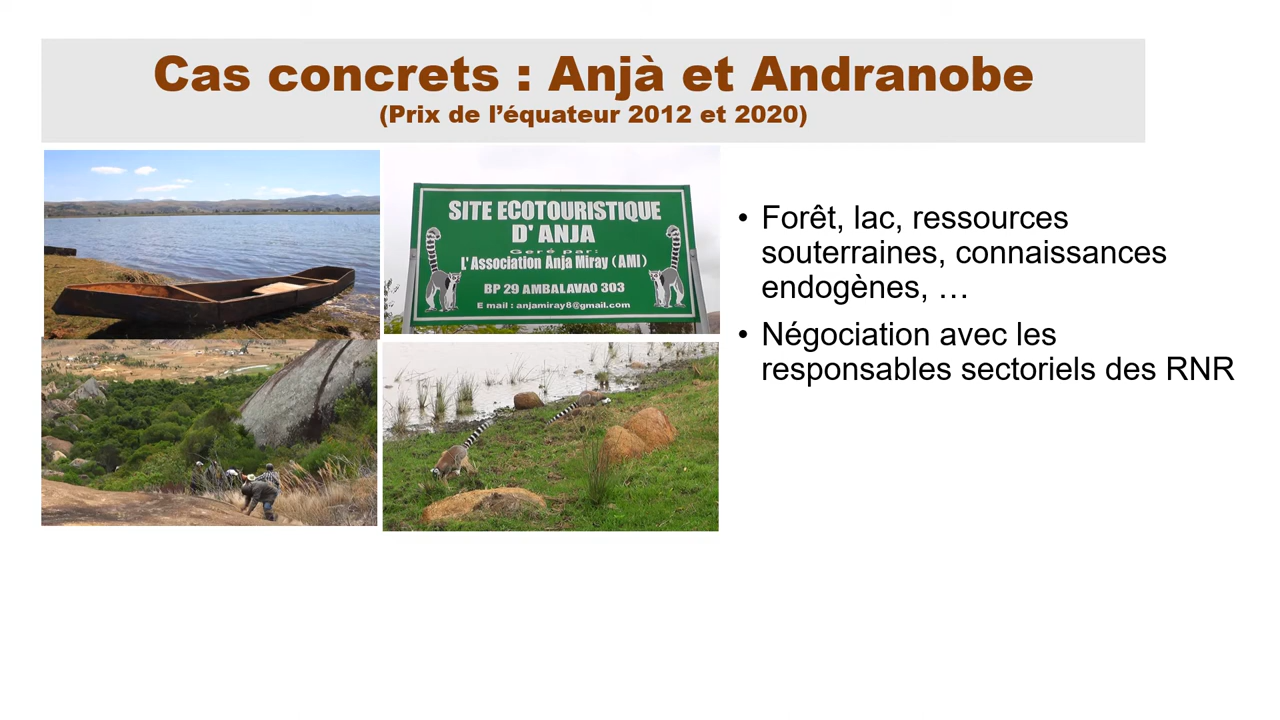 Cas concrets : Anjà et Andranobe
(Prix de l’équateur 2012 et 2020)
SITE ECOTOURISTIQUE
D' ANJA
Geré par:
L'Association Anja Miray (AMI)
BP 29 AMBALAVAO 303
E mail : anjamiray8@gmail.com
• Forêt, lac, ressources
souterraines, connaissances
endogènes, …
• Négociation avec les
responsables sectoriels des RNR